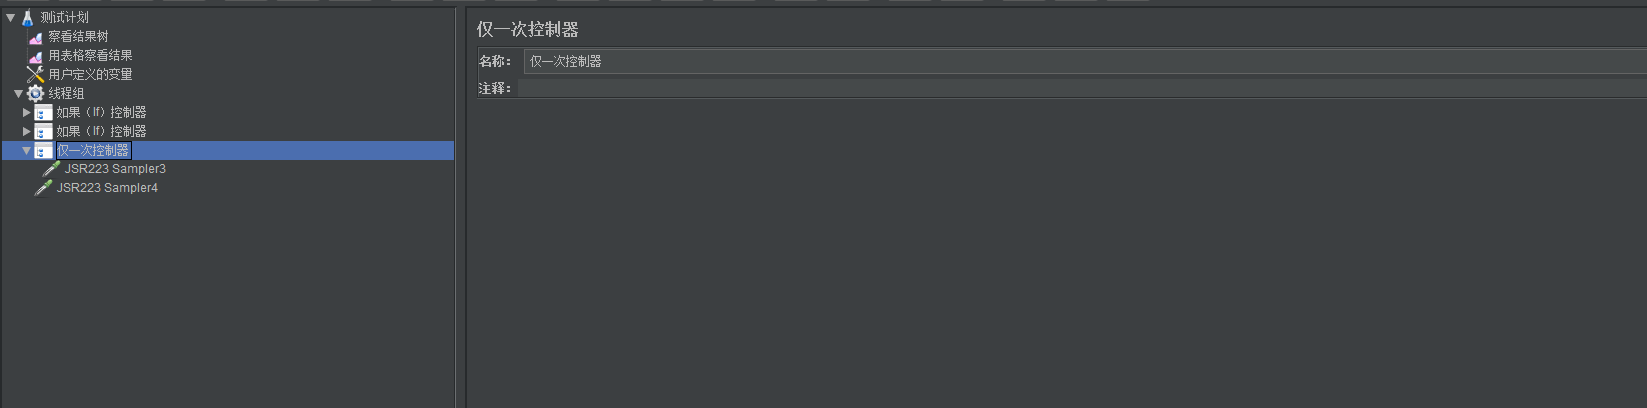 测试计划
察看结果树
用表格察看结果
用户定义的变量
线程组
如果（If）控制器
如果（If）控制器
仅一次控制器
JSR223 Sampler3
JSR223 Sampler4
仅一次控制器
名称： 仅一次控制器
注释：